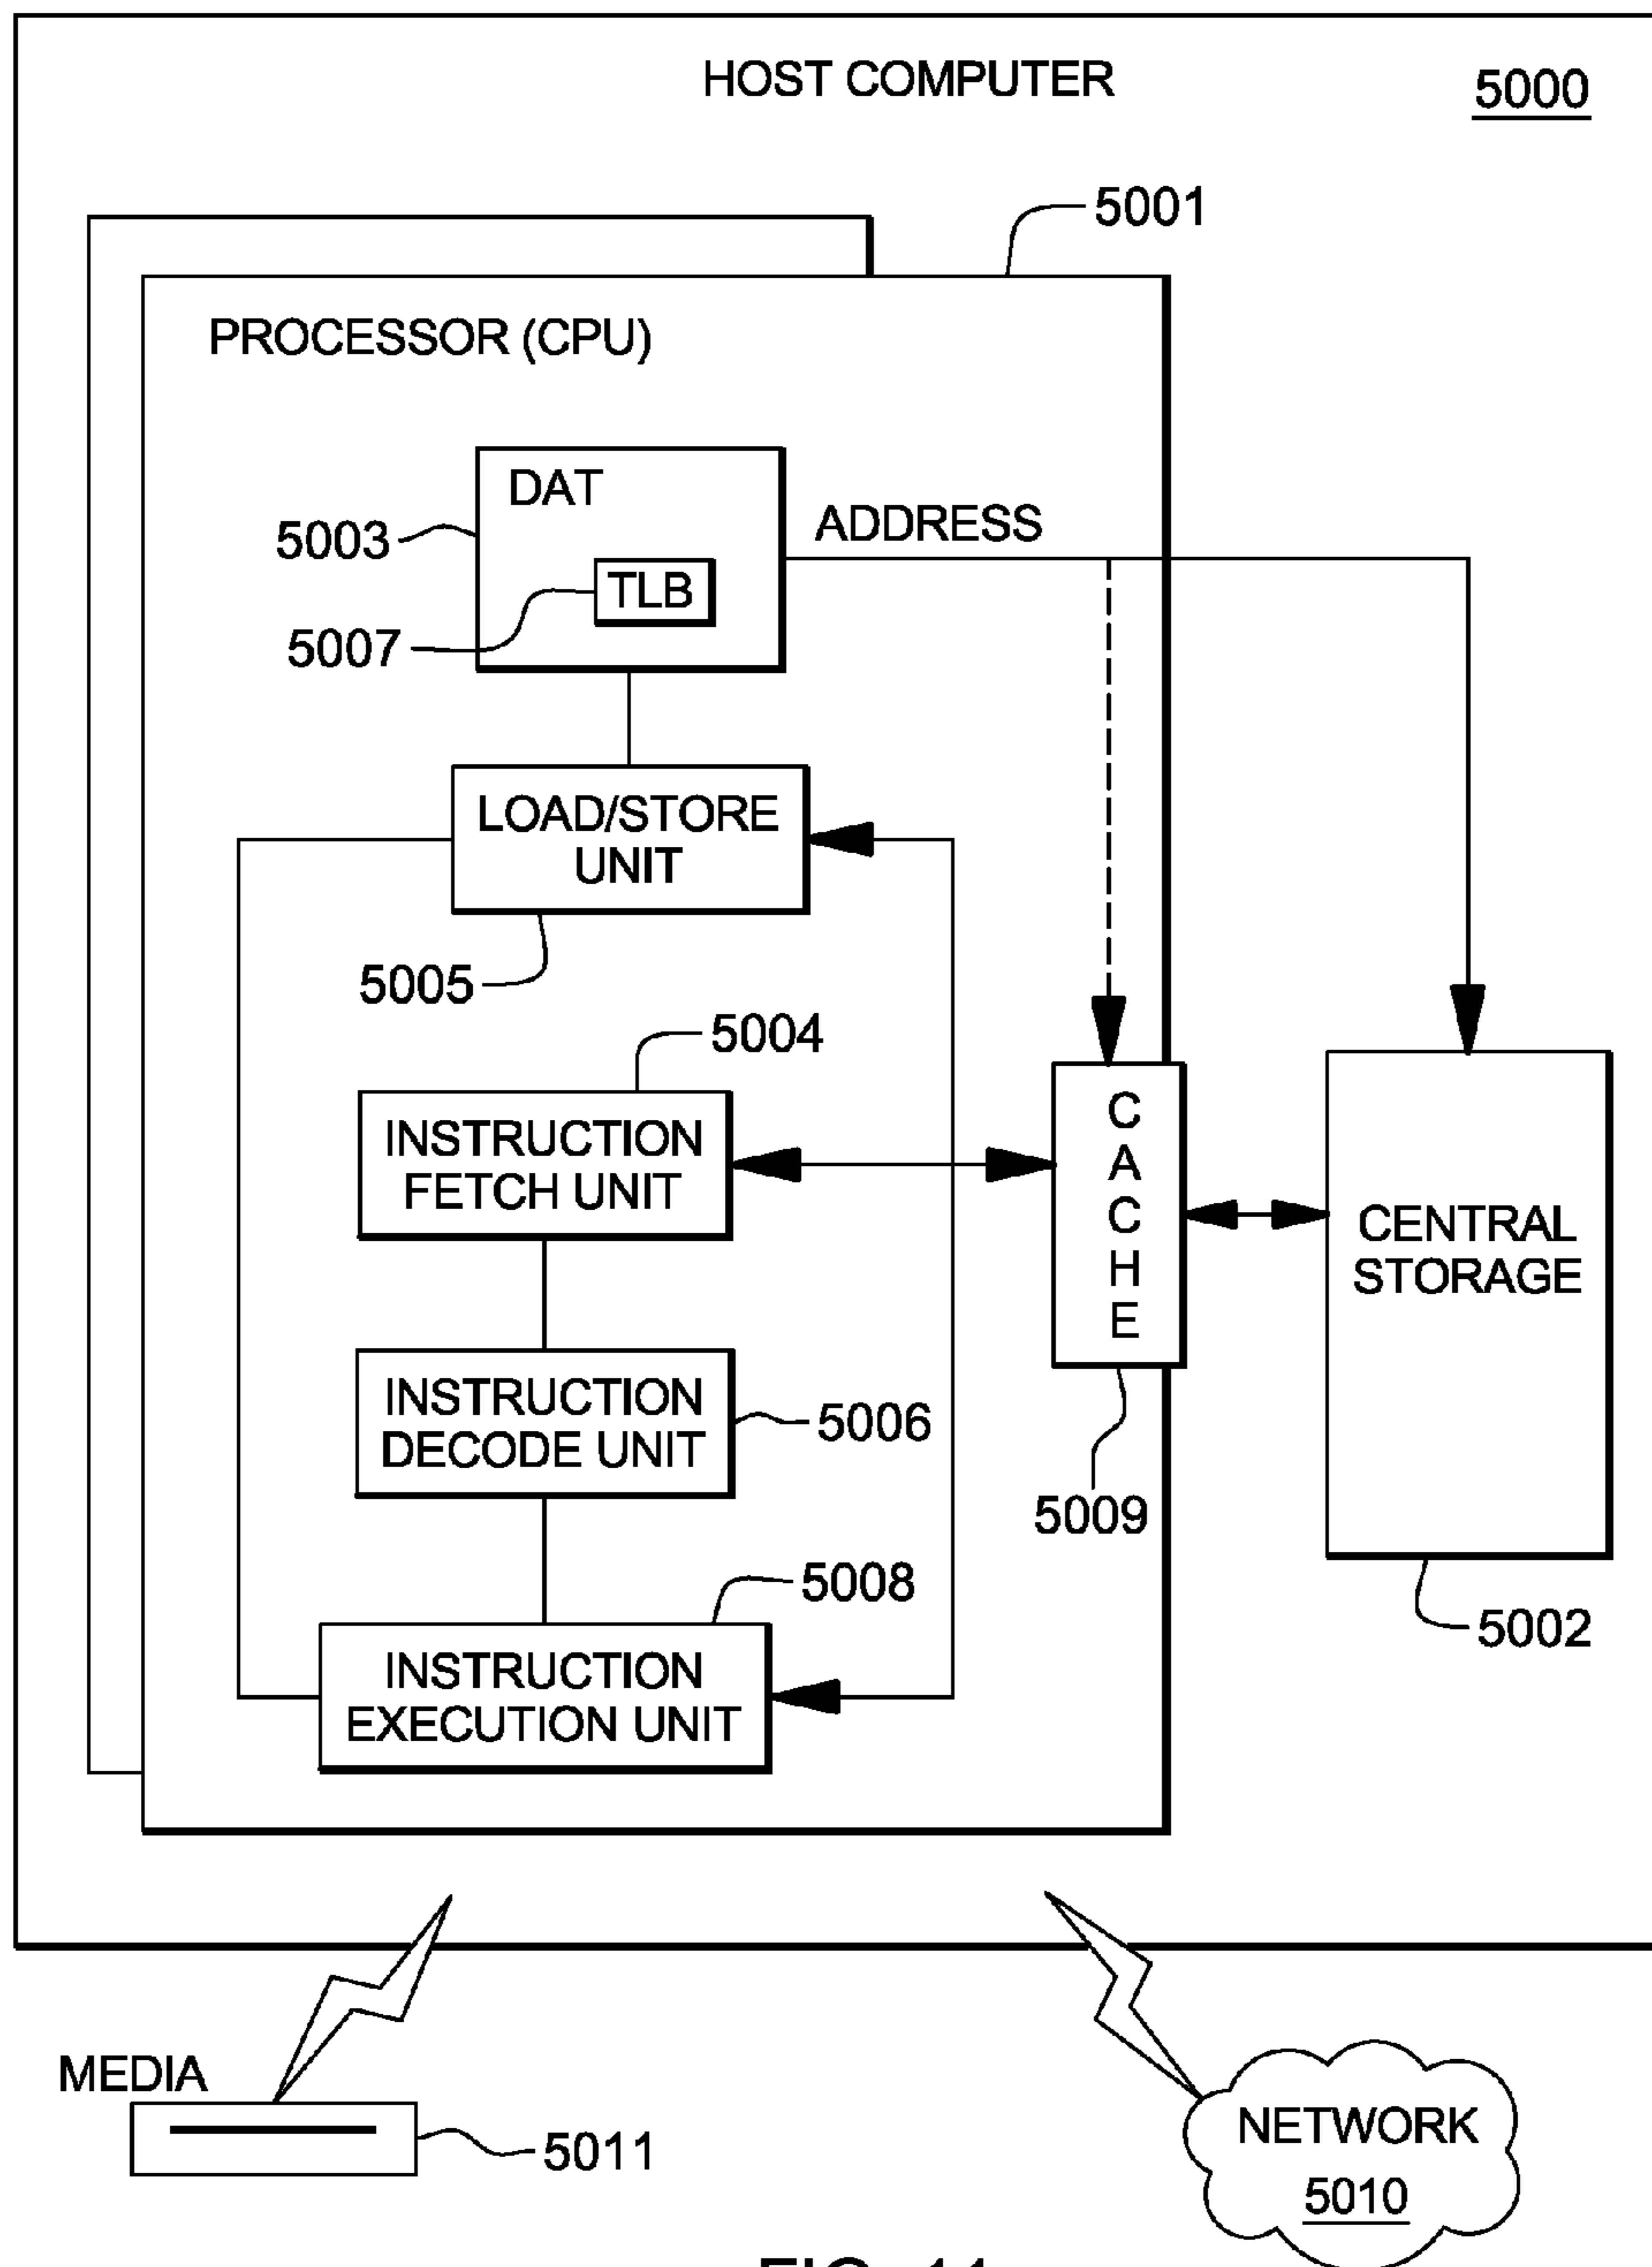 HOST COMPUTER
5000
5001
PROCESSOR (CPU)
DAT
5003
ADDRESS
TLB
5007
LOAD/STORE
UNIT
5005
5004
INSTRUCTION
FETCH UNIT
CACHE
CENTRAL
STORAGE
INSTRUCTION
DECODE UNIT
5006
5009
5008
5002
INSTRUCTION
EXECUTION UNIT
MEDIA
5011
NETWORK
5010